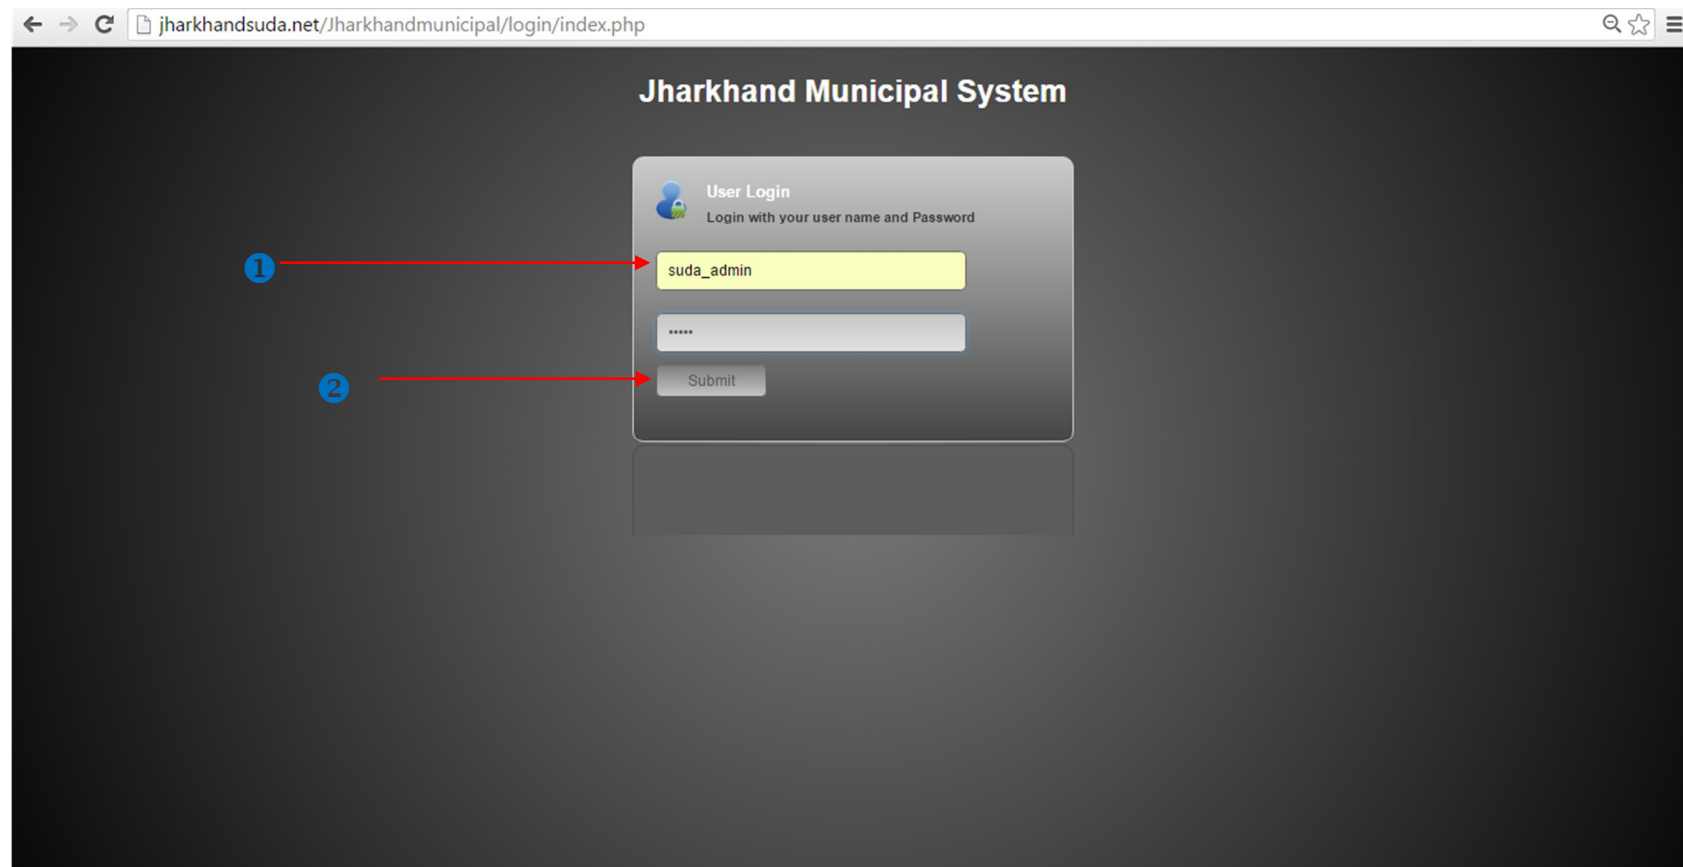 jharkhandsuda.net/Jharkhandmunicipal/login/index.php
Jharkhand Municipal System
User Login
Login with your user name and Password
1
suda_admin
•••••
2
Submit